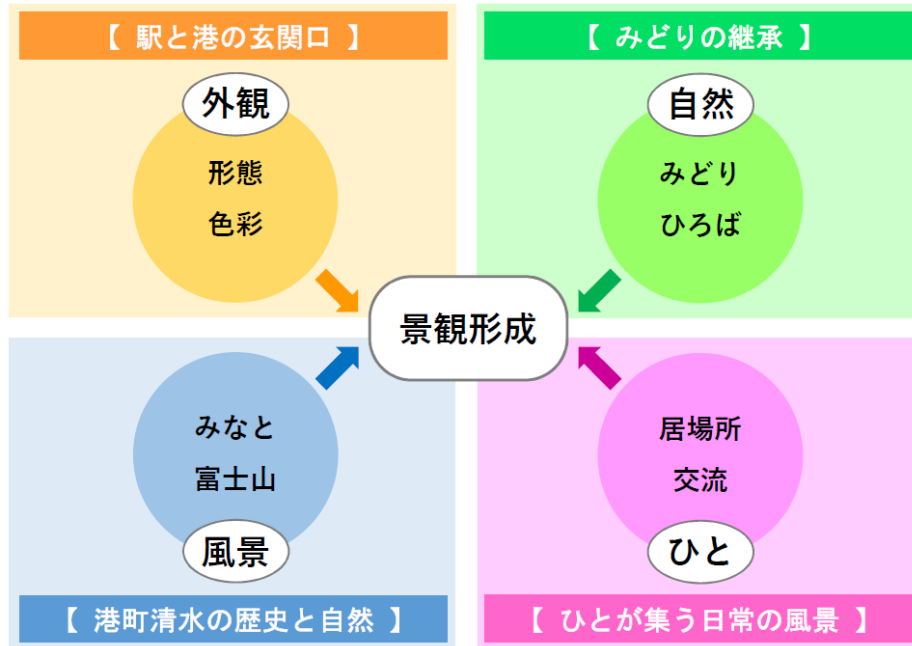 【 駅と港の玄関口 】
外観
形態
色彩
【 みどりの継承 】
自然
みどり
ひろば
景観形成
みなと
富士山
風景
【 港町清水の歴史と自然 】
居場所
交流
ひと
【 ひとが集う日常の風景 】